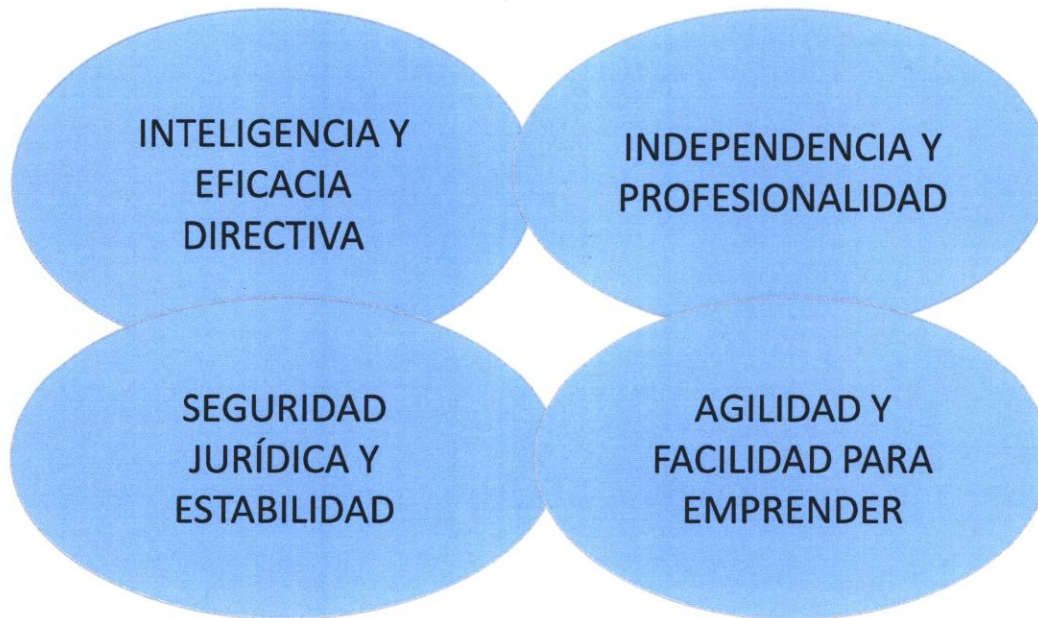 INTELIGENCIA Y
EFICACIA
DIRECTIVA
INDEPENDENCIA Y
PROFESIONALIDAD
SEGURIDAD
JURÍDICA Y
ESTABILIDAD
AGILIDAD Y
FACILIDAD PARA
EMPRENDER